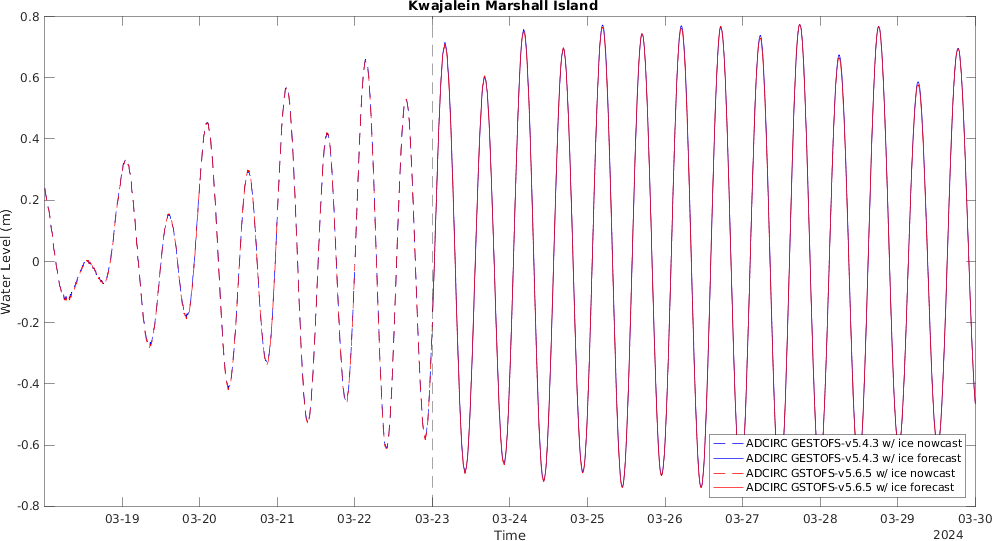 Kwajalein Marshall Island
0.8
0.6
0.4
0.2
0
-0.2
-0.4
-0.6
-0.8
Water Level (m)
ADCIRC GESTOFS-v5.4.3 w/ ice nowcast
ADCIRC GESTOFS-v5.4.3 w/ ice forecast
ADCIRC GSTOFS-v5.6.5 w/ ice nowcast
ADCIRC GSTOFS-v5.6.5 w/ ice forecast
03-19 03-20 03-21 03-22 03-23 03-24 03-25 03-26 03-27 03-28 03-29 03-30
Time
2024